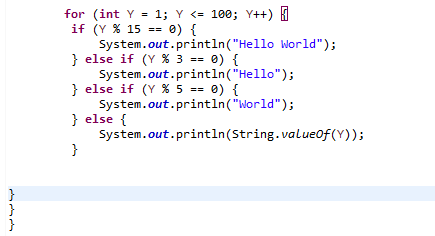 for (int Y = 1; Y <= 100; Y++) {
if (Y % 15 == 0) {
System.out.println("Hello World");
} else if (Y % 3 == 0) {
System.out.println("Hello");
} else if (Y % 5 == 0) {
System.out.println("World");
} else {
System.out.println(String.valueOf(Y));
}
}
}
}